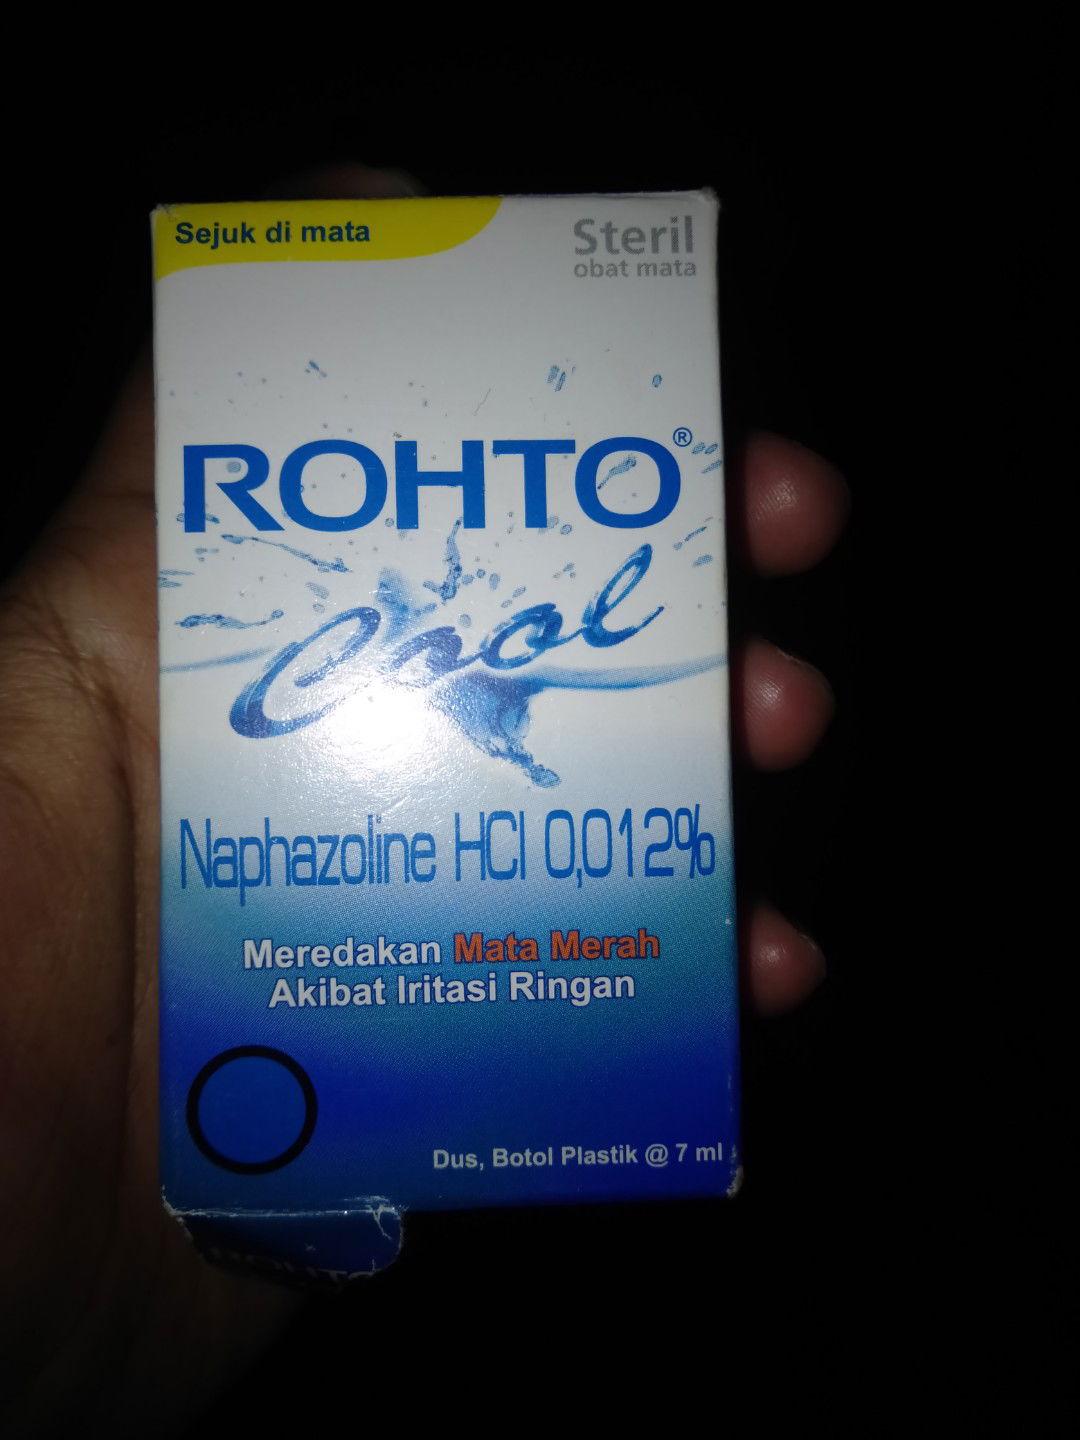 Sejuk di mata
Steril
obat mata
ROHTO®
Cool
Naphazoline HCl 0,012%
Meredakan Mata Merah
Akibat Iritasi Ringan
Dus, Botol Plastik @ 7 ml
ROHTO